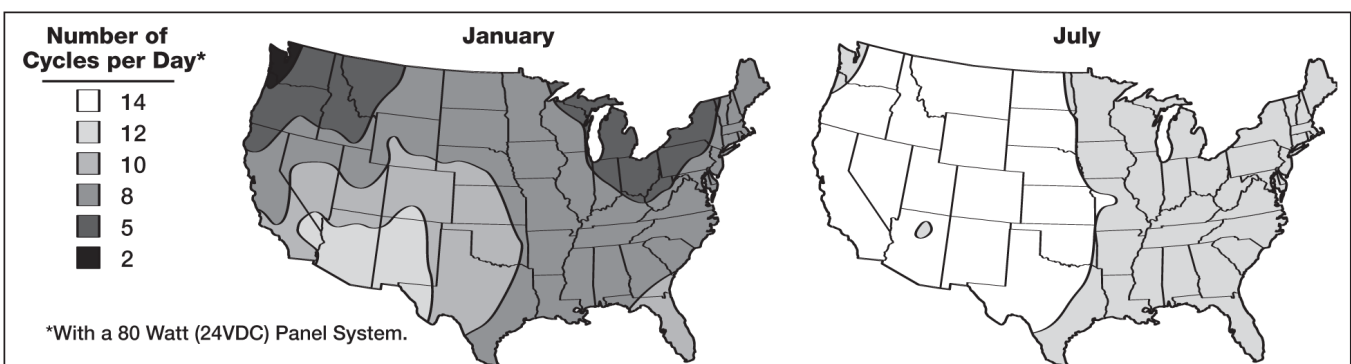 Number of
Cycles per Day*
14
12
10
8
5
2
January
July
*With a 80 Watt (24VDC) Panel System.